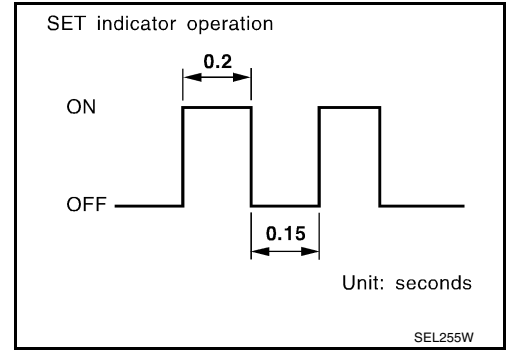 SET indicator operation
0.2
ON
OFF
0.15
Unit: seconds
SEL255W